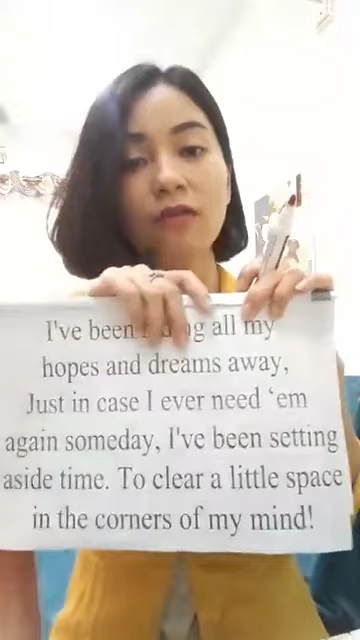 I've been all my
hopes and dreams away,
Just in case I ever need ‘em
again someday, I've been setting
aside time. To clear a little space
in the corners of my mind!